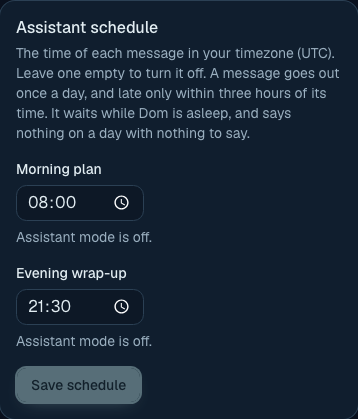 Assistant schedule
The time of each message in your timezone (UTC).
Leave one empty to turn it off. A message goes out
once a day, and late only within three hours of its
time. It waits while Dom is asleep, and says
nothing on a day with nothing to say.
Morning plan
08:00
Assistant mode is off.
Evening wrap-up
21:30
Assistant mode is off.
Save schedule